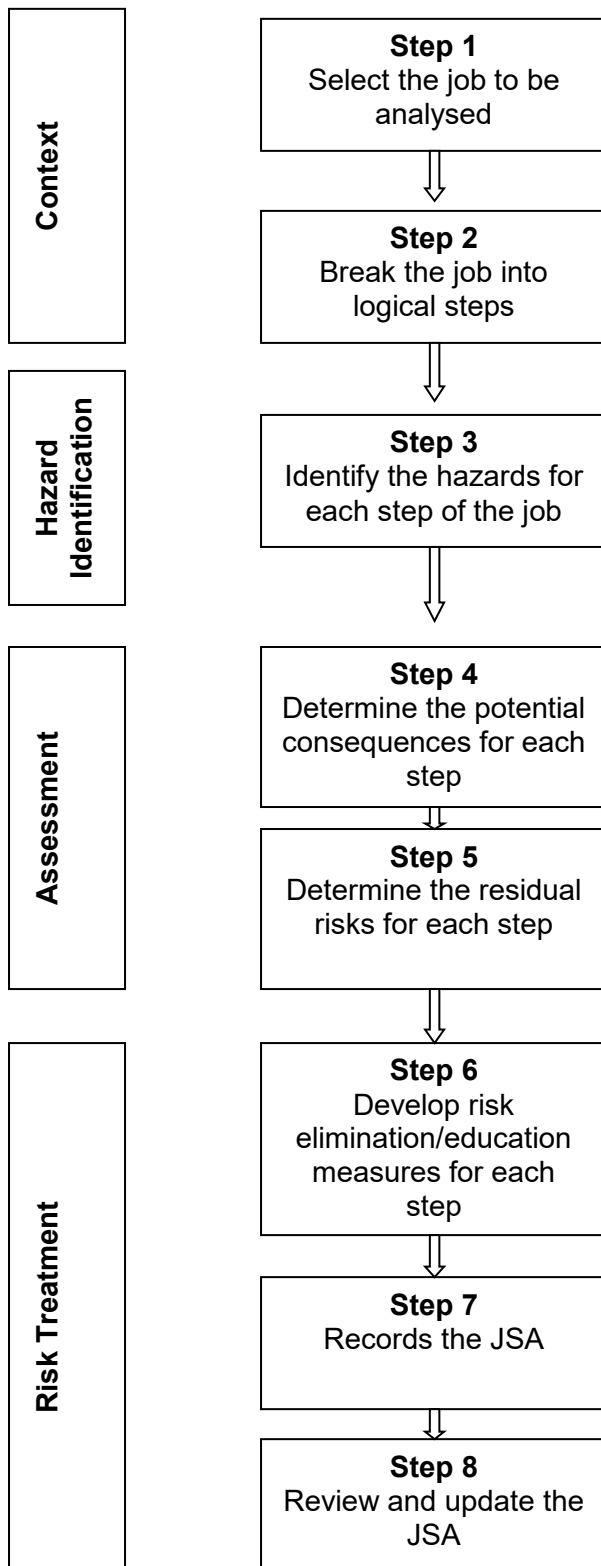 Context
Step 1
Select the job to be
analysed
Step 2
Break the job into
logical steps
Hazard
Identification
Step 3
Identify the hazards for
each step of the job
Assessment
Step 4
Determine the potential
consequences for each
step
Step 5
Determine the residual
risks for each step
Risk Treatment
Step 6
Develop risk
elimination/education
measures for each
step
Step 7
Records the JSA
Step 8
Review and update the
JSA